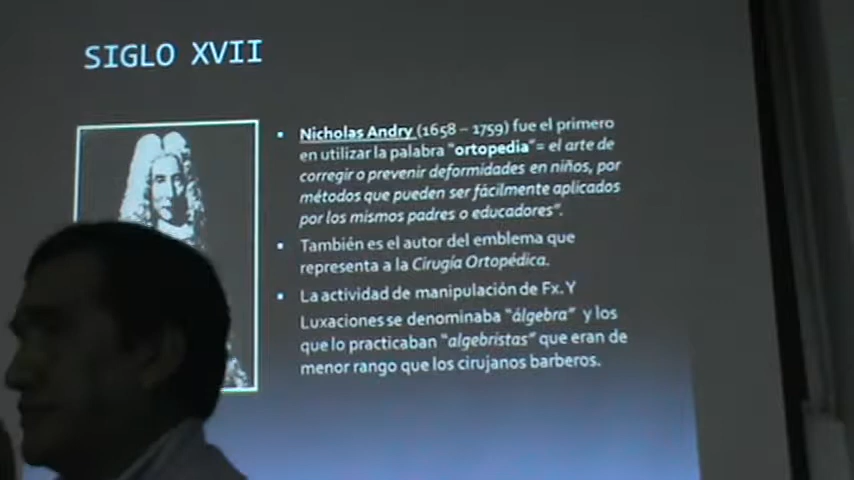 SIGLO XVII
▪ Nicholas Andry (1658 – 1759) fue el primero
en utilizar la palabra "ortopedia"= el arte de
corregir o prevenir deformidades en niños, por
métodos que pueden ser fácilmente aplicados
por los mismos padres o educadores".
▪ También es el autor del emblema que
representa a la Cirugía Ortopédica.
▪ La actividad de manipulación de Fx. Y
Luxaciones se denominaba "álgebra" y los
que lo practicaban "algebristas" que eran de
menor rango que los cirujanos barberos.